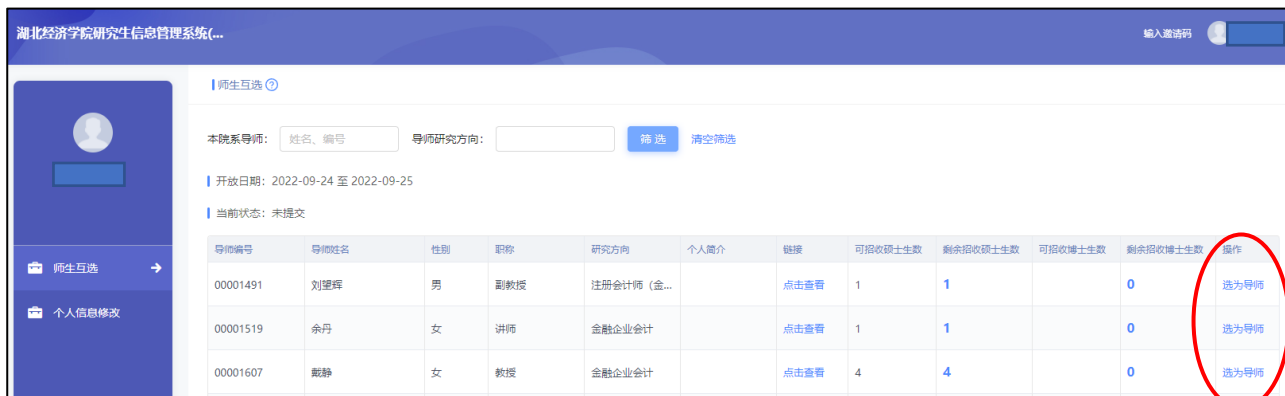 湖北经济学院研究生信息管理系统(...
输入邀请码
师生互选
本院系导师： 姓名、编号 导师研究方向： 筛选 清空筛选
开放日期：2022-09-24 至 2022-09-25
当前状态：未提交
师生互选
个人信息修改
导师编号 导师姓名 性别 职称 研究方向 个人简介 链接 可招收硕士生数 剩余招收硕士生数 可招收博士生数 剩余招收博士生数 操作
00001491 刘望辉 男 副教授 注册会计师（金... 点击查看 1 1 0 选为导师
00001519 余丹 女 讲师 金融企业会计 点击查看 1 1 0 选为导师
00001607 戴静 女 教授 金融企业会计 点击查看 4 4 0 选为导师